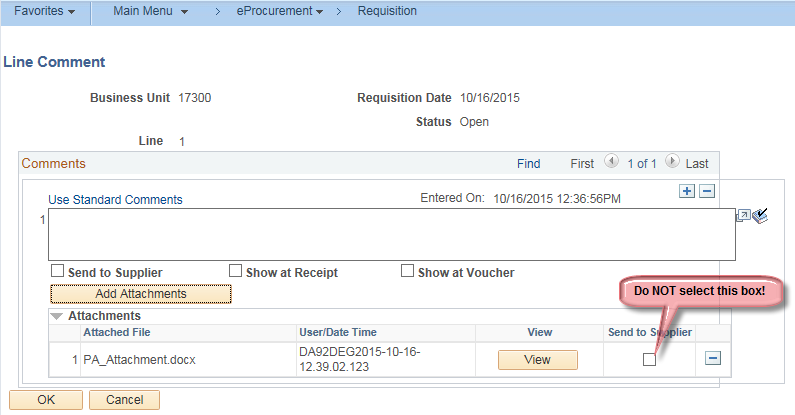 Favorites Main Menu > eProcurement > Requisition
Line Comment
Business Unit 17300 Requisition Date 10/16/2015
Status Open
Line 1
Comments Find First 1 of 1 Last
Use Standard Comments Entered On: 10/16/2015 12:36:56PM
1
Send to Supplier Show at Receipt Show at Voucher
Add Attachments
Do NOT select this box!
Attachments
Attached File User/Date Time View Send to Supplier
1 PA_Attachment.docx DA92DEG2015-10-16-
12.39.02.123 View
OK Cancel